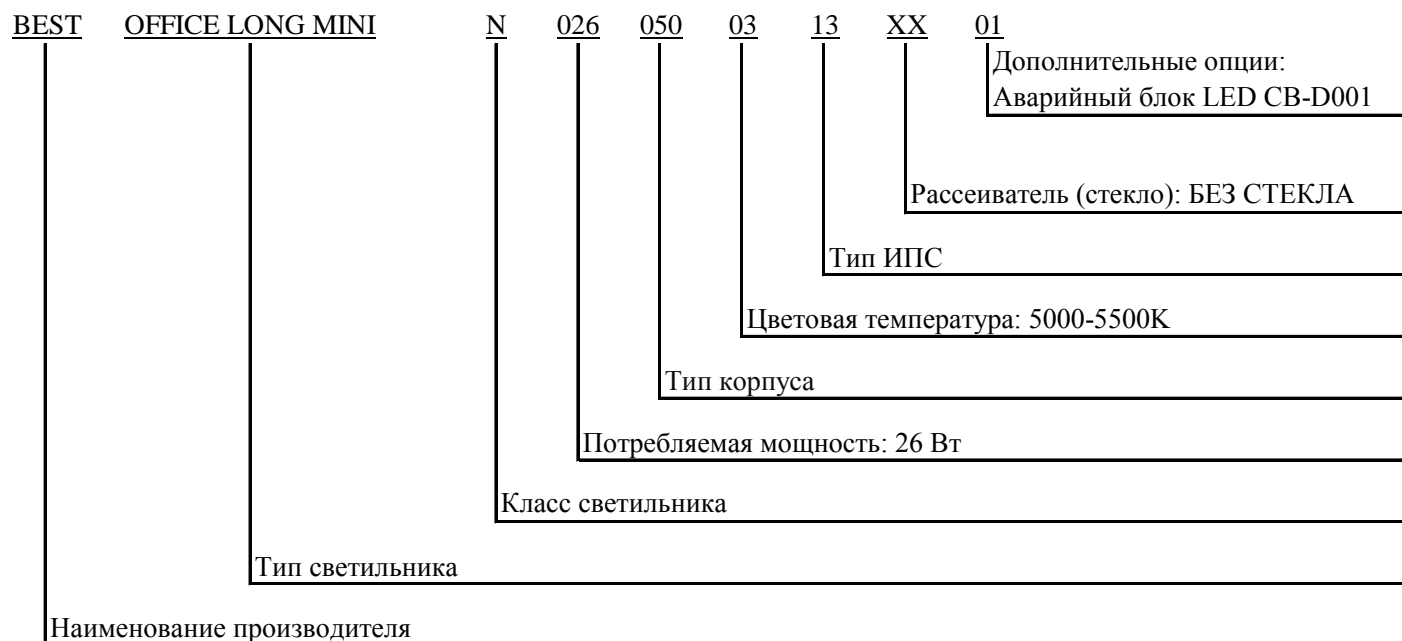 BEST OFFICE LONG MINI N 026 050 03 13 XX 01
Дополнительные опции:
Аварийный блок LED CB-D001
Рассеиватель (стекло): БЕЗ СТЕКЛА
Тип ИПС
Цветовая температура: 5000-5500K
Тип корпуса
Потребляемая мощность: 26 Вт
Класс светильника
Тип светильника
Наименование производителя